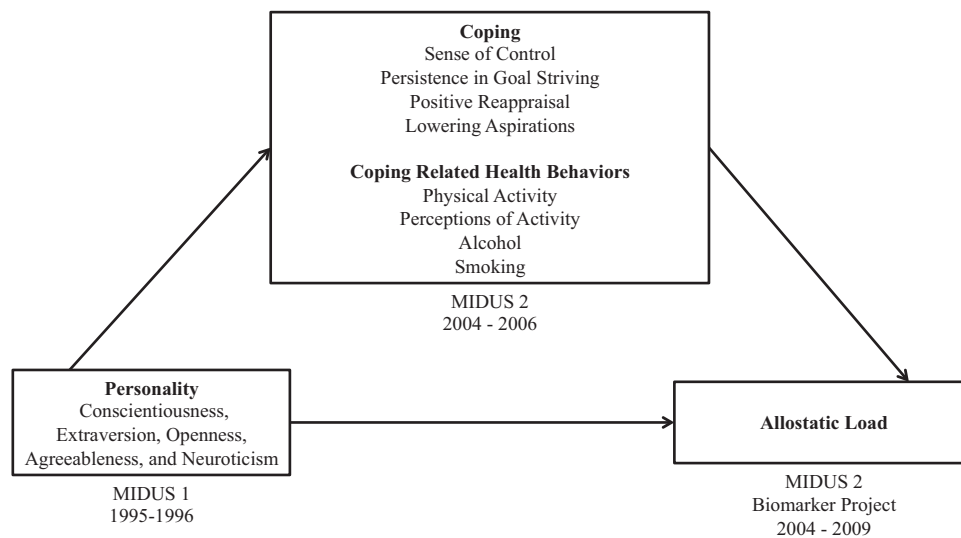 Coping
Sense of Control
Persistence in Goal Striving
Positive Reappraisal
Lowering Aspirations
Coping Related Health Behaviors
Physical Activity
Perceptions of Activity
Alcohol
Smoking
MIDUS 2
2004 - 2006
Personality
Conscientiousness,
Extraversion, Openness,
Agreeableness, and Neuroticism
MIDUS 1
1995-1996
Allostatic Load
MIDUS 2
Biomarker Project
2004 - 2009